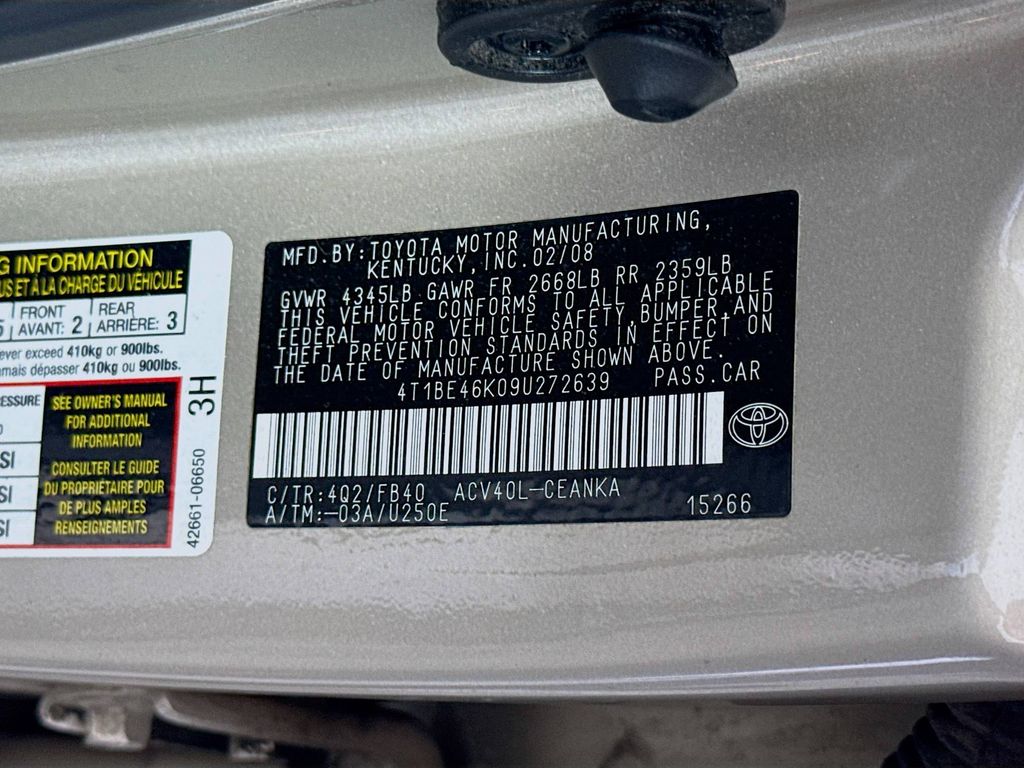 G INFORMATION
US ET À LA CHARGE DU VÉHICULE
5 FRONT AVANT: 2 REAR ARRIÈRE: 3
ever exceed 410kg or 900lbs.
amais dépasser 410kg ou 900lbs.
RESSURE
SI
SI
SI
SEE OWNER'S MANUAL
FOR ADDITIONAL
INFORMATION
CONSULTER LE GUIDE
DU PROPRIÉTAIRE POUR
DE PLUS AMPLES
RENSEIGNEMENTS
3H
42661-06650
MFD.BY:TOYOTA MOTOR MANUFACTURING,
KENTUCKY,INC.02/08
GVWR 4345LB GAWR FR 2668LB RR 2359LB
THIS VEHICLE CONFORMS TO ALL APPLICABLE
FEDERAL MOTOR VEHICLE SAFETY,BUMPER,AND
THEFT PREVENTION STANDARDS IN EFFECT ON
THE DATE OF MANUFACTURE SHOWN ABOVE.
4T1BE46K09U272639 PASS.CAR
C/TR:4Q2/FB40 ACV40L-CEANKA
A/TM:-03A/U250E 15266